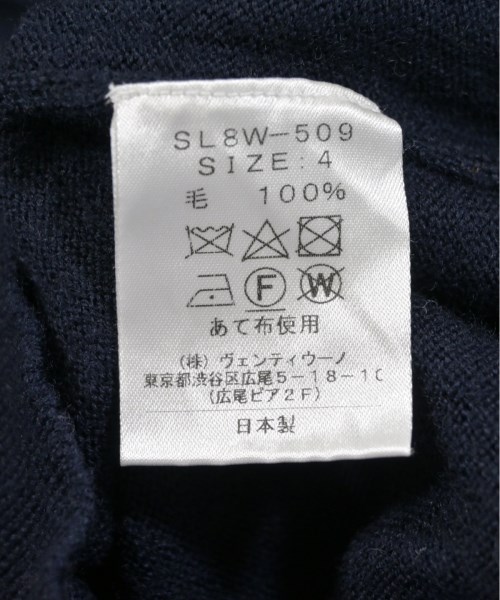 SL8W-509
SIZE:4
毛 100%
F W
あて布使用
(株) ヴェンティウーノ
東京都渋谷区広尾5-18-10
(広尾ピア2F)
日本製